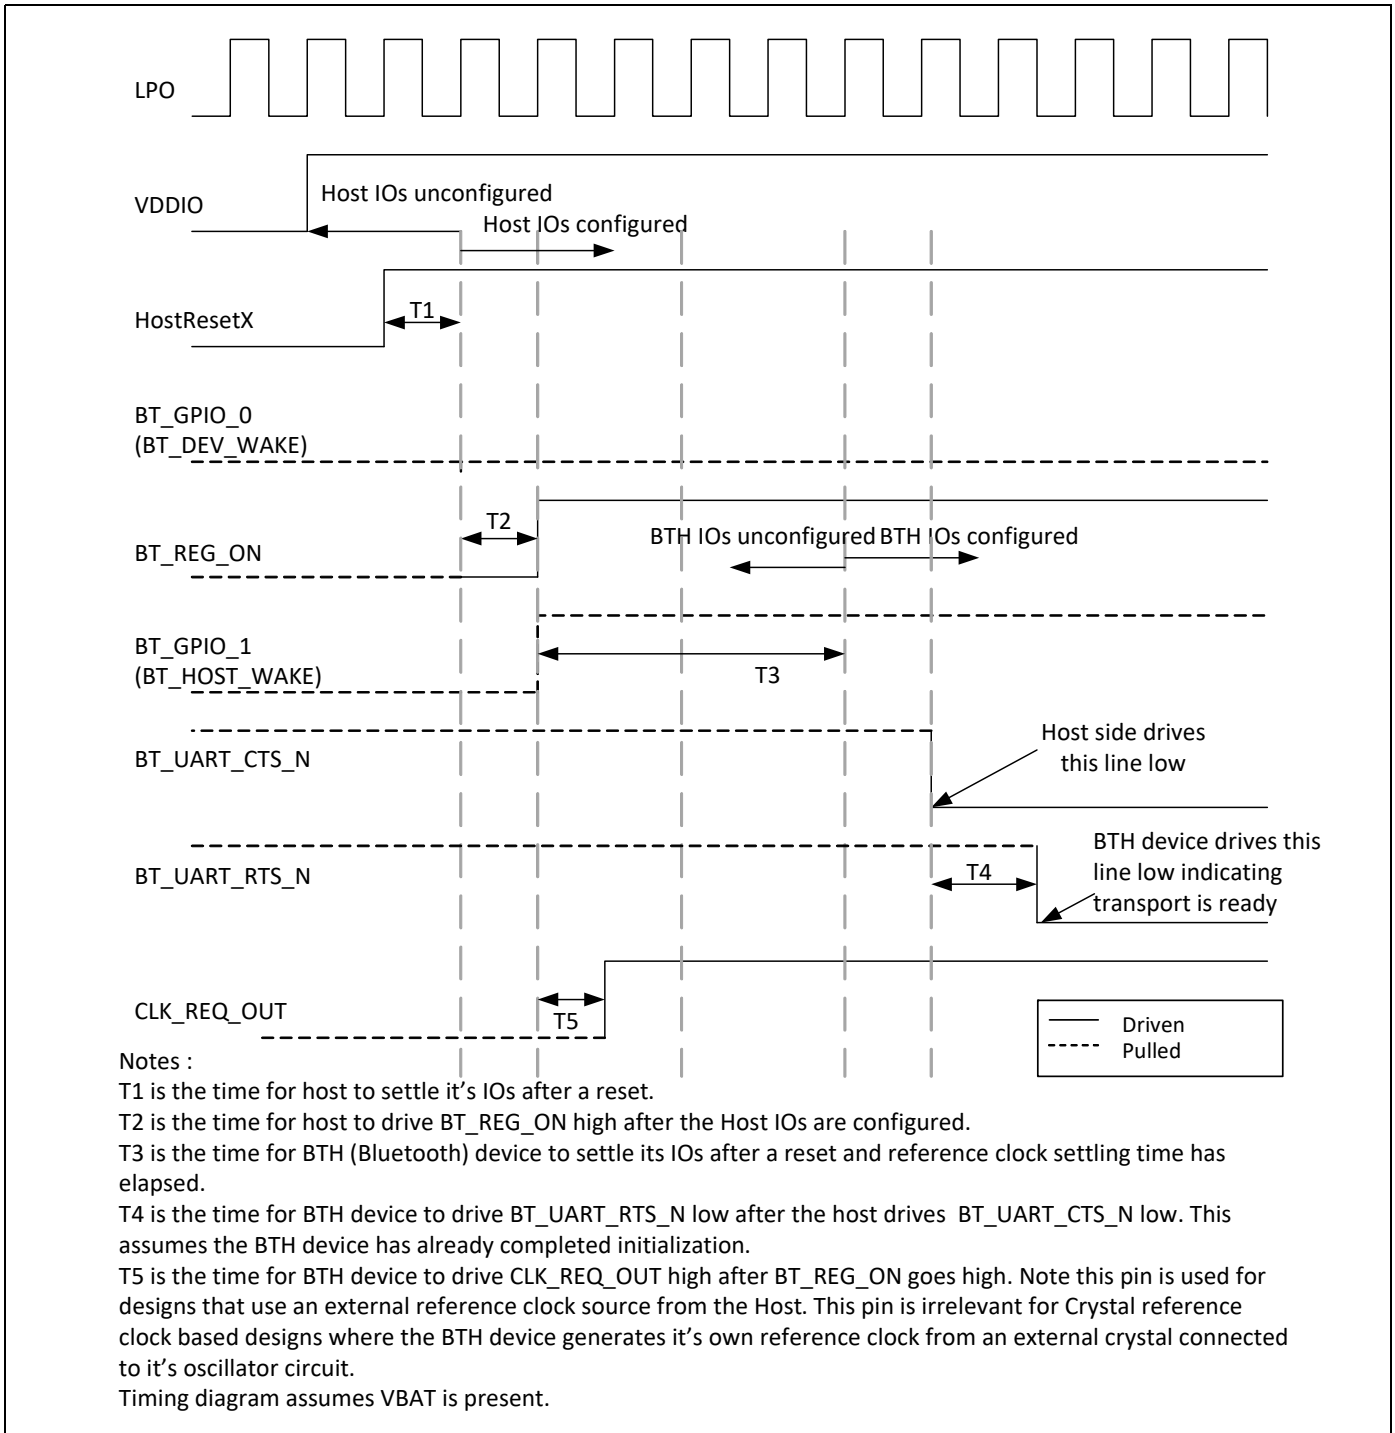 LPO
VDDIO
Host IOs unconfigured
Host IOs configured
HostResetX
T1
BT_GPIO_0
(BT_DEV_WAKE)
T2
BT_REG_ON
BTH IOs unconfigured BTH IOs configured
BT_GPIO_1
(BT_HOST_WAKE)
T3
BT_UART_CTS_N
Host side drives
this line low
BT_UART_RTS_N
T4
BTH device drives this
line low indicating
transport is ready
CLK_REQ_OUT
T5
Driven
Pulled
Notes :
T1 is the time for host to settle it’s IOs after a reset.
T2 is the time for host to drive BT_REG_ON high after the Host IOs are configured.
T3 is the time for BTH (Bluetooth) device to settle its IOs after a reset and reference clock settling time has
elapsed.
T4 is the time for BTH device to drive BT_UART_RTS_N low after the host drives  BT_UART_CTS_N low. This
assumes the BTH device has already completed initialization.
T5 is the time for BTH device to drive CLK_REQ_OUT high after BT_REG_ON goes high. Note this pin is used for
designs that use an external reference clock source from the Host. This pin is irrelevant for Crystal reference
clock based designs where the BTH device generates it’s own reference clock from an external crystal connected
to it’s oscillator circuit.
Timing diagram assumes VBAT is present.